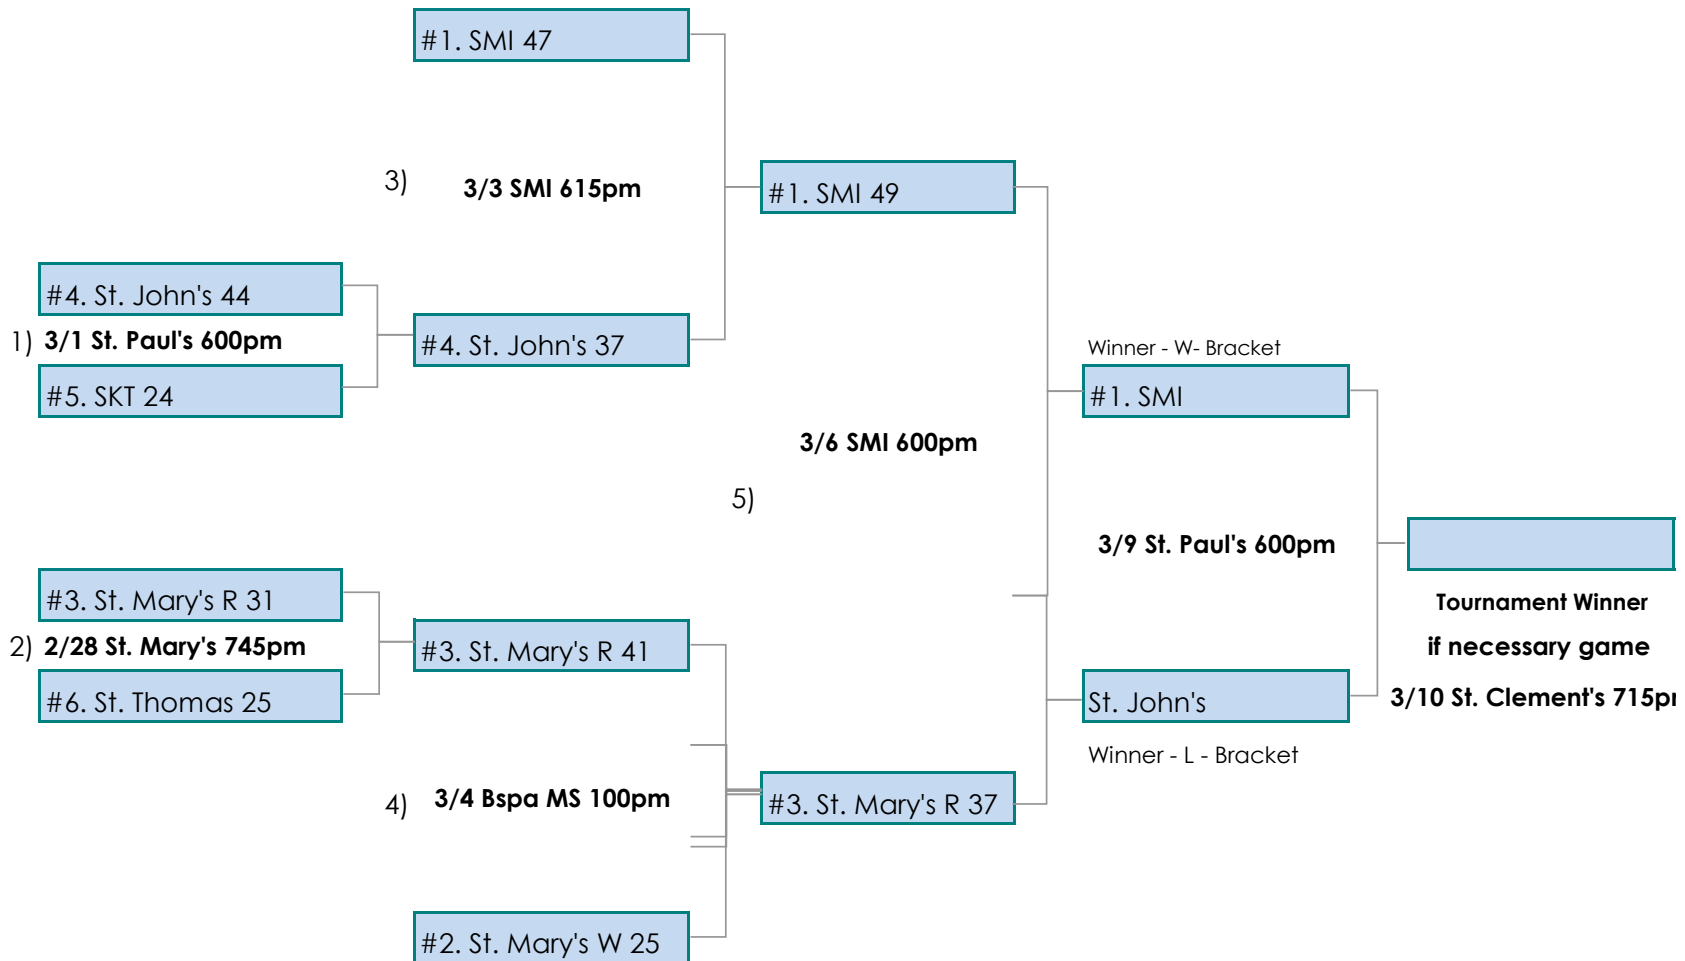 #1. SMI 47
3)
3/3 SMI 615pm
#1. SMI 49
#4. St. John's 44
1) 3/1 St. Paul's 600pm
#5. SKT 24
#4. St. John's 37
Winner - W- Bracket
#1. SMI
3/6 SMI 600pm
5)
3/9 St. Paul's 600pm
#3. St. Mary's R 31
2) 2/28 St. Mary's 745pm
#6. St. Thomas 25
#3. St. Mary's R 41
Tournament Winner
if necessary game
3/10 St. Clement's 715p
St. John's
Winner - L - Bracket
4)
3/4 Bspa MS 100pm
#3. St. Mary's R 37
#2. St. Mary's W 25